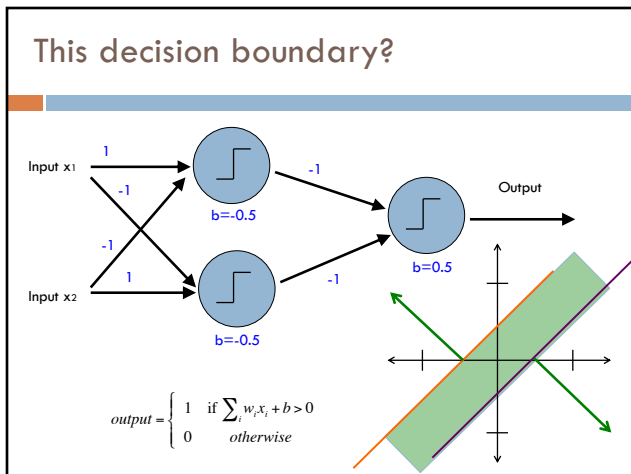 This decision boundary?
1
Input x1
-1
-1
b=-0.5
-1
Output
b=0.5
-1
1
Input x2
b=-0.5
output = { 1 if ∑i wixi + b > 0
0 otherwise